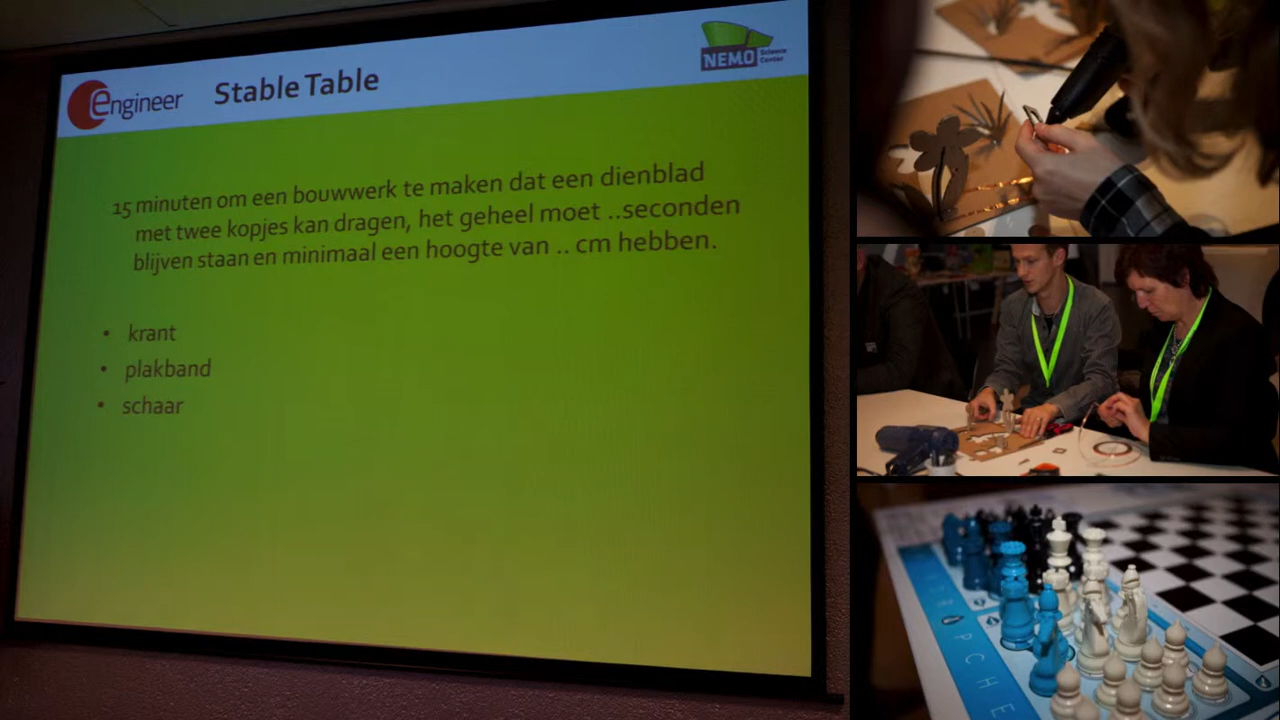 engineer
Stable Table
NEMO Science Center
15 minuten om een bouwwerk te maken dat een dienblad
met twee kopjes kan dragen, het geheel moet ..seconden
blijven staan en minimaal een hoogte van .. cm hebben.
• krant
• plakband
• schaar
P C H E